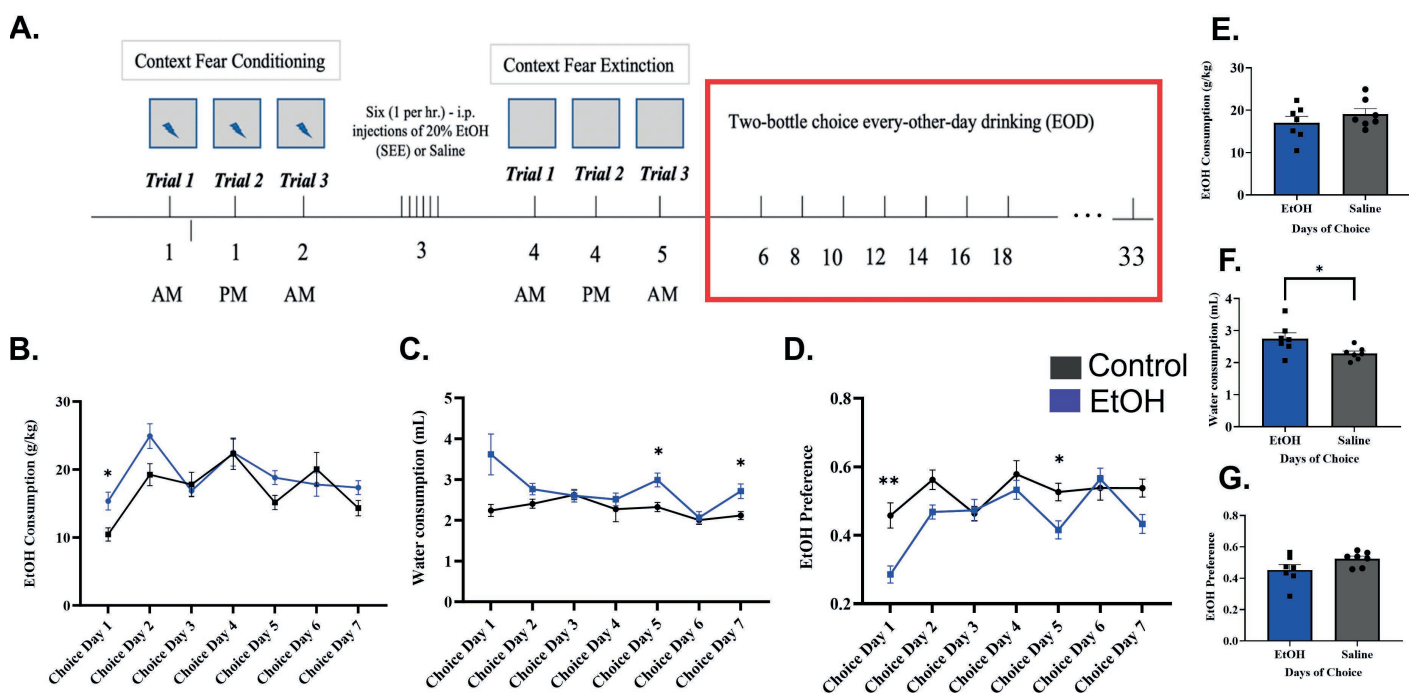 A.
Context Fear Conditioning
Trial 1 Trial 2 Trial 3
Six (1 per hr.) - i.p.
injections of 20% EtOH
(SEE) or Saline
Context Fear Extinction
Trial 1 Trial 2 Trial 3
Two-bottle choice every-other-day drinking (EOD)
1 1 2 3 4 4 5 6 8 10 12 14 16 18 ... 33
AM PM AM AM PM AM
B.
EtOH Consumption (g/kg)
30
20
10
0
*
Choice Day 1
Choice Day 2
Choice Day 3
Choice Day 4
Choice Day 5
Choice Day 6
Choice Day 7
C.
Water consumption (mL)
5
4
3
2
1
0
*
*
Choice Day 1
Choice Day 2
Choice Day 3
Choice Day 4
Choice Day 5
Choice Day 6
Choice Day 7
D.
Control
EtOH
EtOH Preference
0.8
0.6
0.4
0.2
**
*
Choice Day 1
Choice Day 2
Choice Day 3
Choice Day 4
Choice Day 5
Choice Day 6
Choice Day 7
E.
EtOH Consumption (g/kg)
30
20
10
0
EtOH Saline
Days of Choice
F.
*
Water consumption (mL)
4
3
2
1
0
EtOH Saline
Days of Choice
G.
EtOH Preference
0.8
0.6
0.4
0.2
0.0
EtOH Saline
Days of Choice